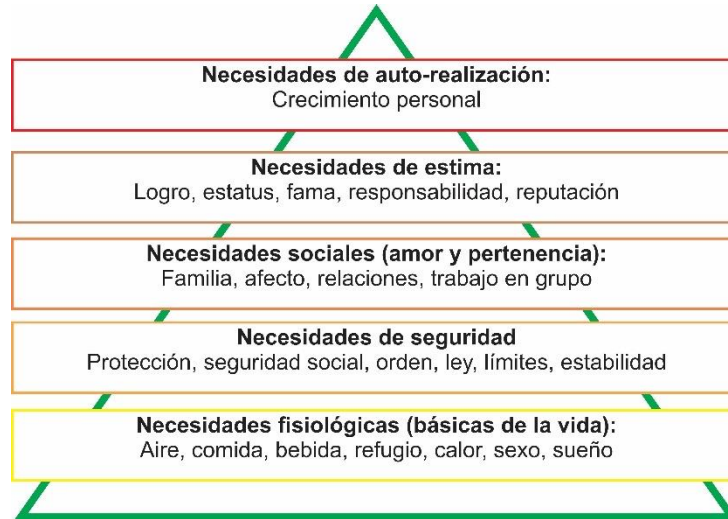 Necesidades de auto-realización:
Crecimiento personal
Necesidades de estima:
Logro, estatus, fama, responsabilidad, reputación
Necesidades sociales (amor y pertenencia):
Familia, afecto, relaciones, trabajo en grupo
Necesidades de seguridad
Protección, seguridad social, orden, ley, límites, estabilidad
Necesidades fisiológicas (básicas de la vida):
Aire, comida, bebida, refugio, calor, sexo, sueño